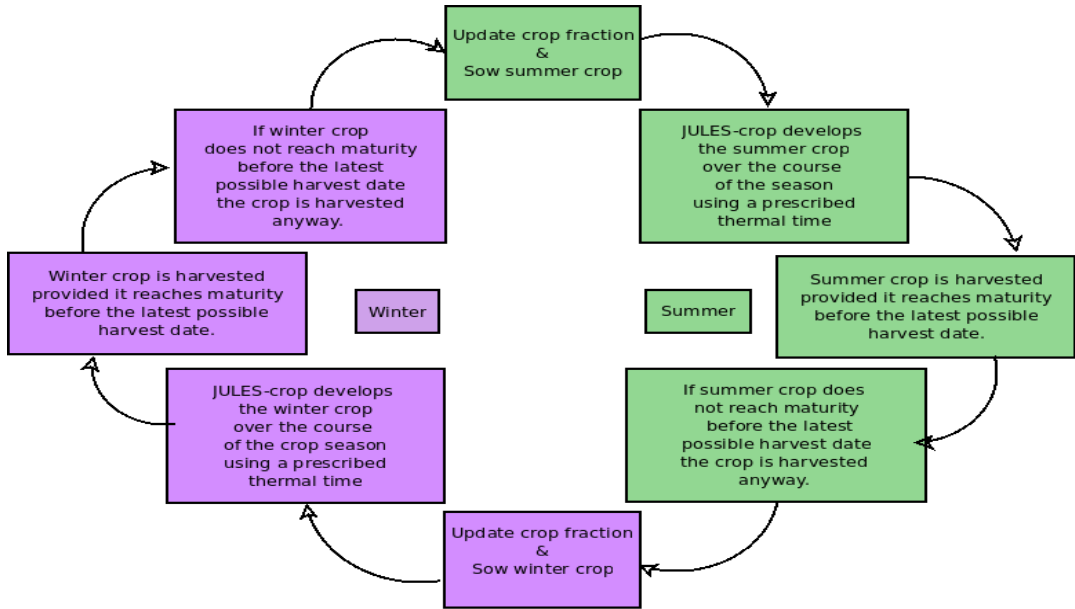 Update crop fraction
&
Sow summer crop
JULES-crop develops
the summer crop
over the course
of the season
using a prescribed
thermal time
Summer crop is harvested
provided it reaches maturity
before the latest possible
harvest date.
If summer crop does
not reach maturity
before the latest
possible harvest date
the crop is harvested
anyway.
Update crop fraction
&
Sow winter crop
JULES-crop develops
the winter crop
over the course
of the crop season
using a prescribed
thermal time
Winter crop is harvested
provided it reaches maturity
before the latest possible
harvest date.
If winter crop
does not reach maturity
before the latest
possible harvest date
the crop is harvested
anyway.
Winter
Summer